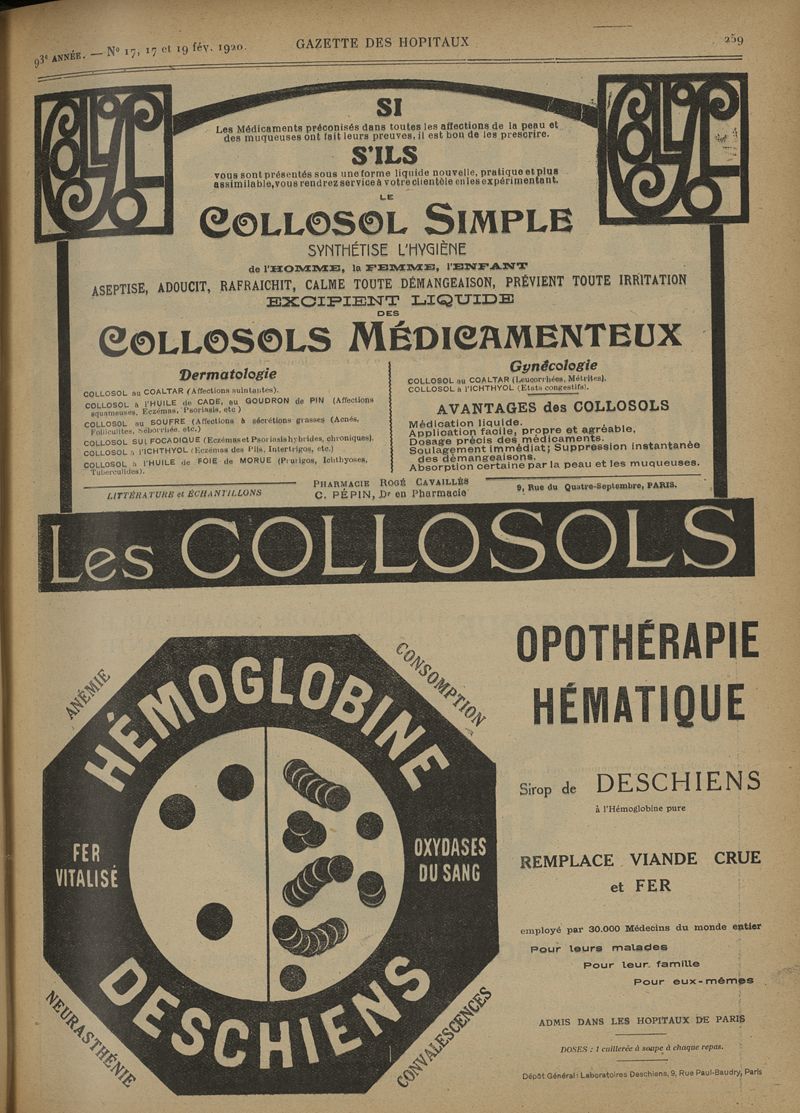 93e ANNÉE. — No 17, 17 et 19 fév. 1920.
GAZETTE DES HOPITAUX
259
SI
Les Médicaments préconisés dans toutes les affections de la peau et
des muqueuses ont fait leurs preuves, il est bon de les prescrire.
S'ILS
vous sont présentés sous une forme liquide nouvelle, pratique et plus
assimilable, vous rendrez service à votre clientèle en les expérimentant.
LE
COLLOSOL SIMPLE
SYNTHÉTISE L'HYGIÈNE
de l'HOMME, la FEMME, l'ENFANT
ASEPTISE, ADOUCIT, RAFRAICHIT, CALME TOUTE DÉMANGEAISON, PRÉVIENT TOUTE IRRITATION
EXCIPIENT LIQUIDE
DES
COLLOSOLS MÉDICAMENTEUX
Dermatologie
COLLOSOL au COALTAR (Affections suintantes).
COLLOSOL à l'HUILE de CADE, au GOUDRON de PIN (Affections
squameuses, Eczémas, Psoriasis, etc)
COLLOSOL au SOUFRE (Affections à sécrétions grasses (Acnés,
Folliculites, Séborrhée, etc.)
COLLOSOL SULFOCADIQUE (Eczémas et Psoriasis hybrides, chroniques).
COLLOSOL à l'ICHTHYOL (Eczémas des Plis, Intertrigos, etc.)
COLLOSOL à l'HUILE de FOIE de MORUE (Prurigos, Ichthyoses,
Tuberculides).
Gynécologie
COLLOSOL au COALTAR (Leucorrhées, Métrites).
COLLOSOL à l'ICHTHYOL (Etats congestifs).
AVANTAGES des COLLOSOLS
Médication liquide.
Application facile, propre et agréable,
Dosage précis des médicaments.
Soulagement immédiat; Suppression instantanée
des démangeaisons.
Absorption certaine par la peau et les muqueuses.
LITTÉRATURE et ÉCHANTILLONS
PHARMACIE ROGÉ CAVAILLÈS
C. PÉPIN, Dr en Pharmacie
9, Rue du Quatre-Septembre, PARIS.
Les COLLOSOLS
ANÉMIE
CONSOMPTION
HÉMOGLOBINE
FER
VITALISÉ
OXYDASES
DU SANG
DESCHIENS
NEURASTHÉNIE
CONVALESCENCES
OPOTHÉRAPIE
HÉMATIQUE
Sirop de DESCHIENS
à l'Hémoglobine pure
REMPLACE VIANDE CRUE
et FER
employé par 30.000 Médecins du monde entier
Pour leurs malades
Pour leur famille
Pour eux-mêmes
ADMIS DANS LES HOPITAUX DE PARIS
DOSES : 1 cuillerée à soupe à chaque repas.
Dépôt Général: Laboratoires Deschiens, 9, Rue Paul-Baudry, Paris